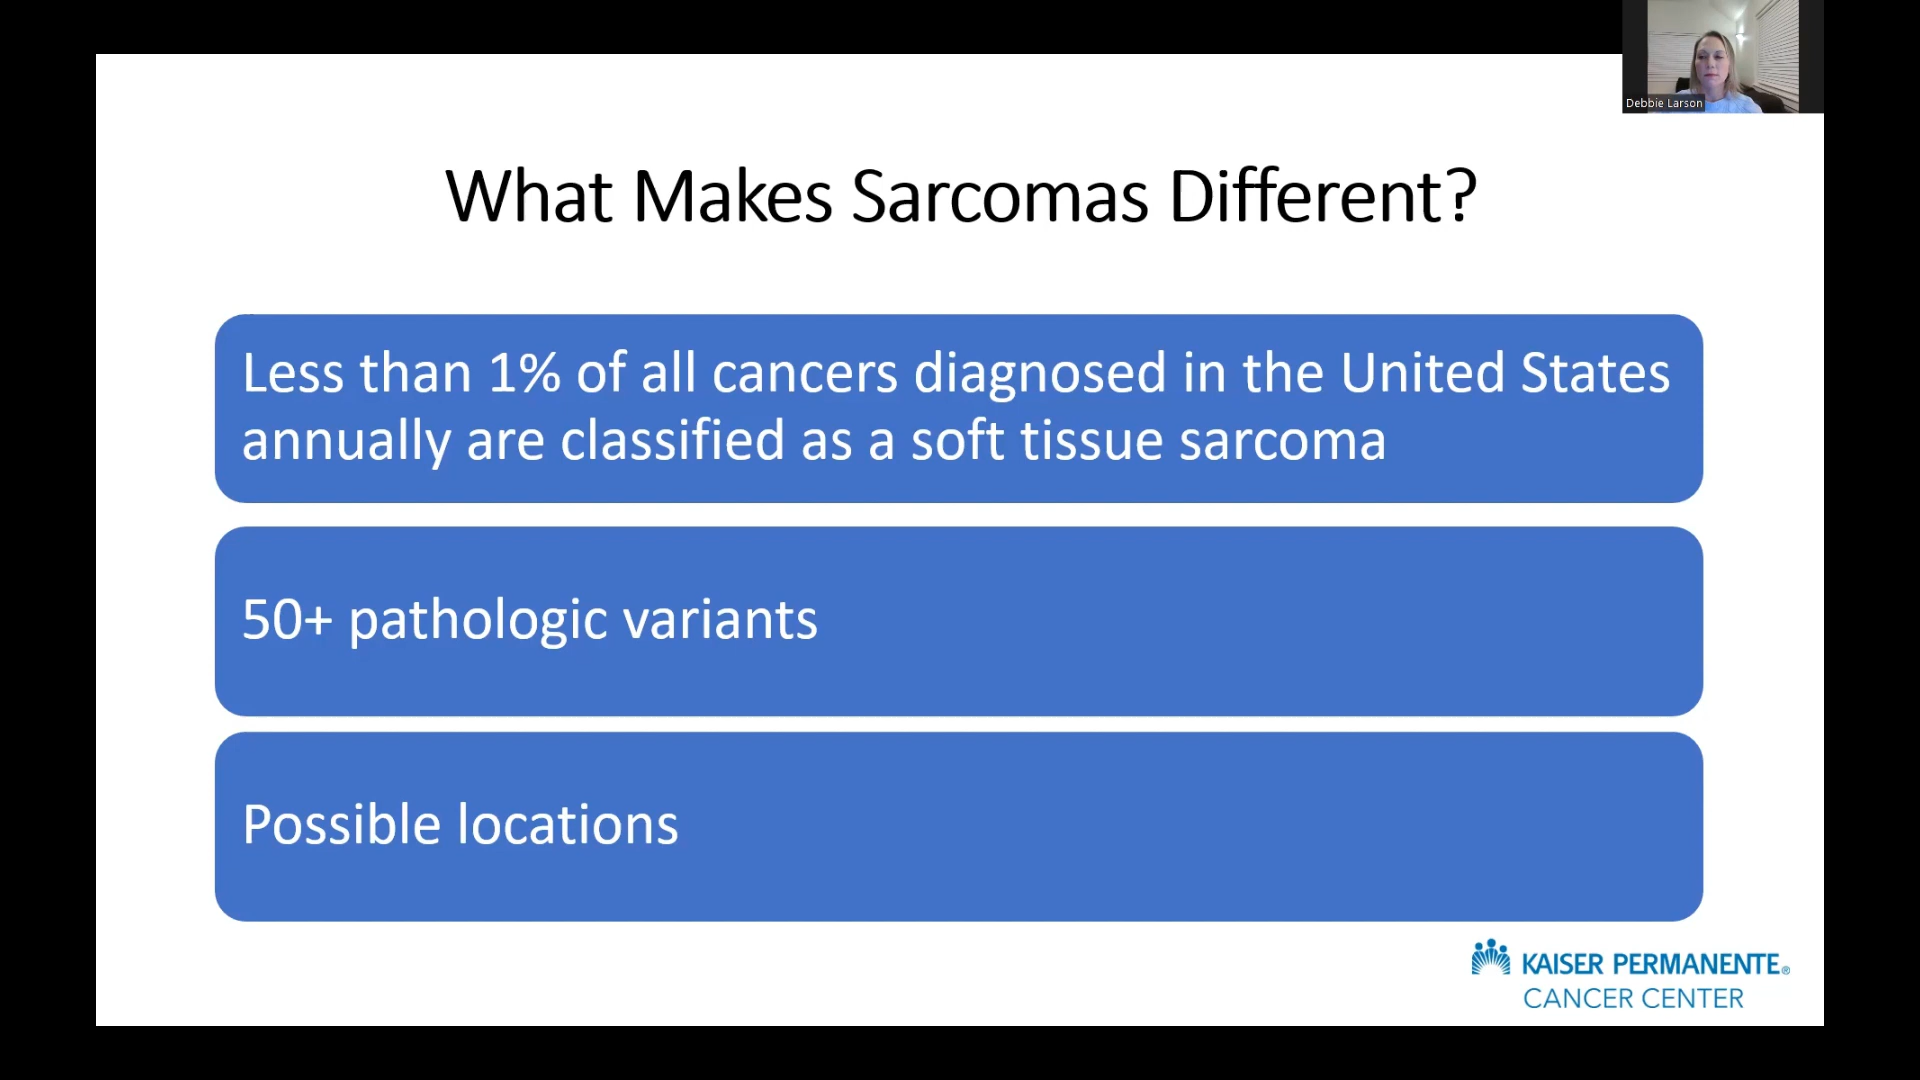 Debbie Larson
What Makes Sarcomas Different?
Less than 1% of all cancers diagnosed in the United States
annually are classified as a soft tissue sarcoma
50+ pathologic variants
Possible locations
KAISER PERMANENTE®
CANCER CENTER